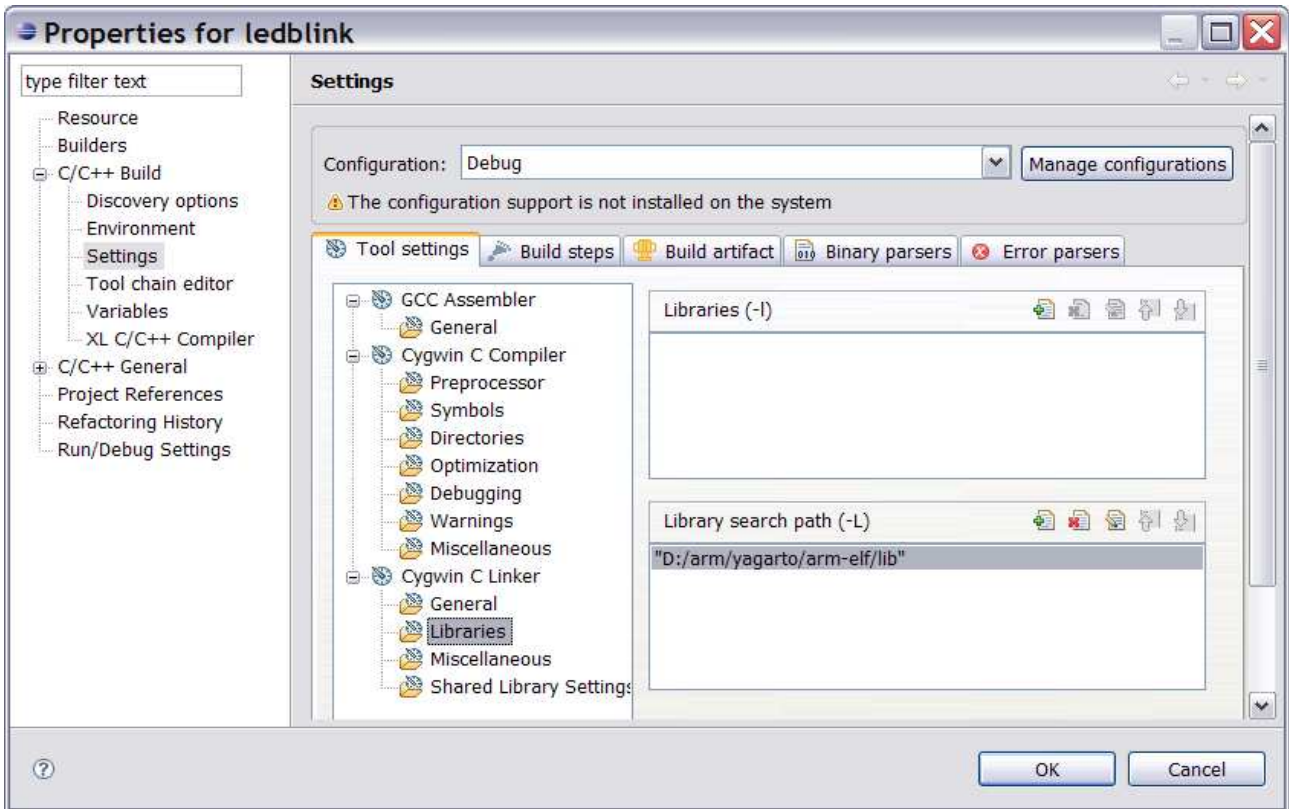 Properties for ledblink
type filter text
Resource
Builders
C/C++ Build
Discovery options
Environment
Settings
Tool chain editor
Variables
XL C/C++ Compiler
C/C++ General
Project References
Refactoring History
Run/Debug Settings
Settings
Configuration: Debug Manage configurations
The configuration support is not installed on the system
Tool settings Build steps Build artifact Binary parsers Error parsers
GCC Assembler
General
Cygwin C Compiler
Preprocessor
Symbols
Directories
Optimization
Debugging
Warnings
Miscellaneous
Cygwin C Linker
General
Libraries
Miscellaneous
Shared Library Settings
Libraries (-l)
Library search path (-L)
"D:/arm/yagarto/arm-elf/lib"
? OK Cancel